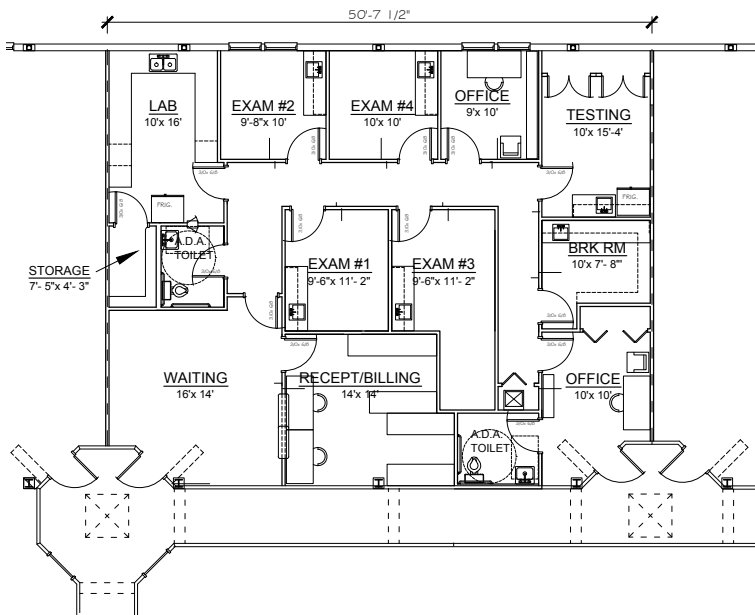 50'-7 1/2"
LAB
10'x 16'
EXAM #2
9'-8"x 10'
EXAM #4
10'x 10'
OFFICE
9'x 10'
TESTING
10'x 15'-4'
FRIG.
FRIG.
A.D.A.
TOILET
STORAGE
7'- 5"x 4'- 3"
EXAM #1
9'-6"x 11'- 2"
EXAM #3
9'-6"x 11'- 2"
BRK RM
10'x 7'- 8""
WAITING
16'x 14'
RECEPT/BILLING
14'x 14'
OFFICE
10'x 10'
A.D.A.
TOILET